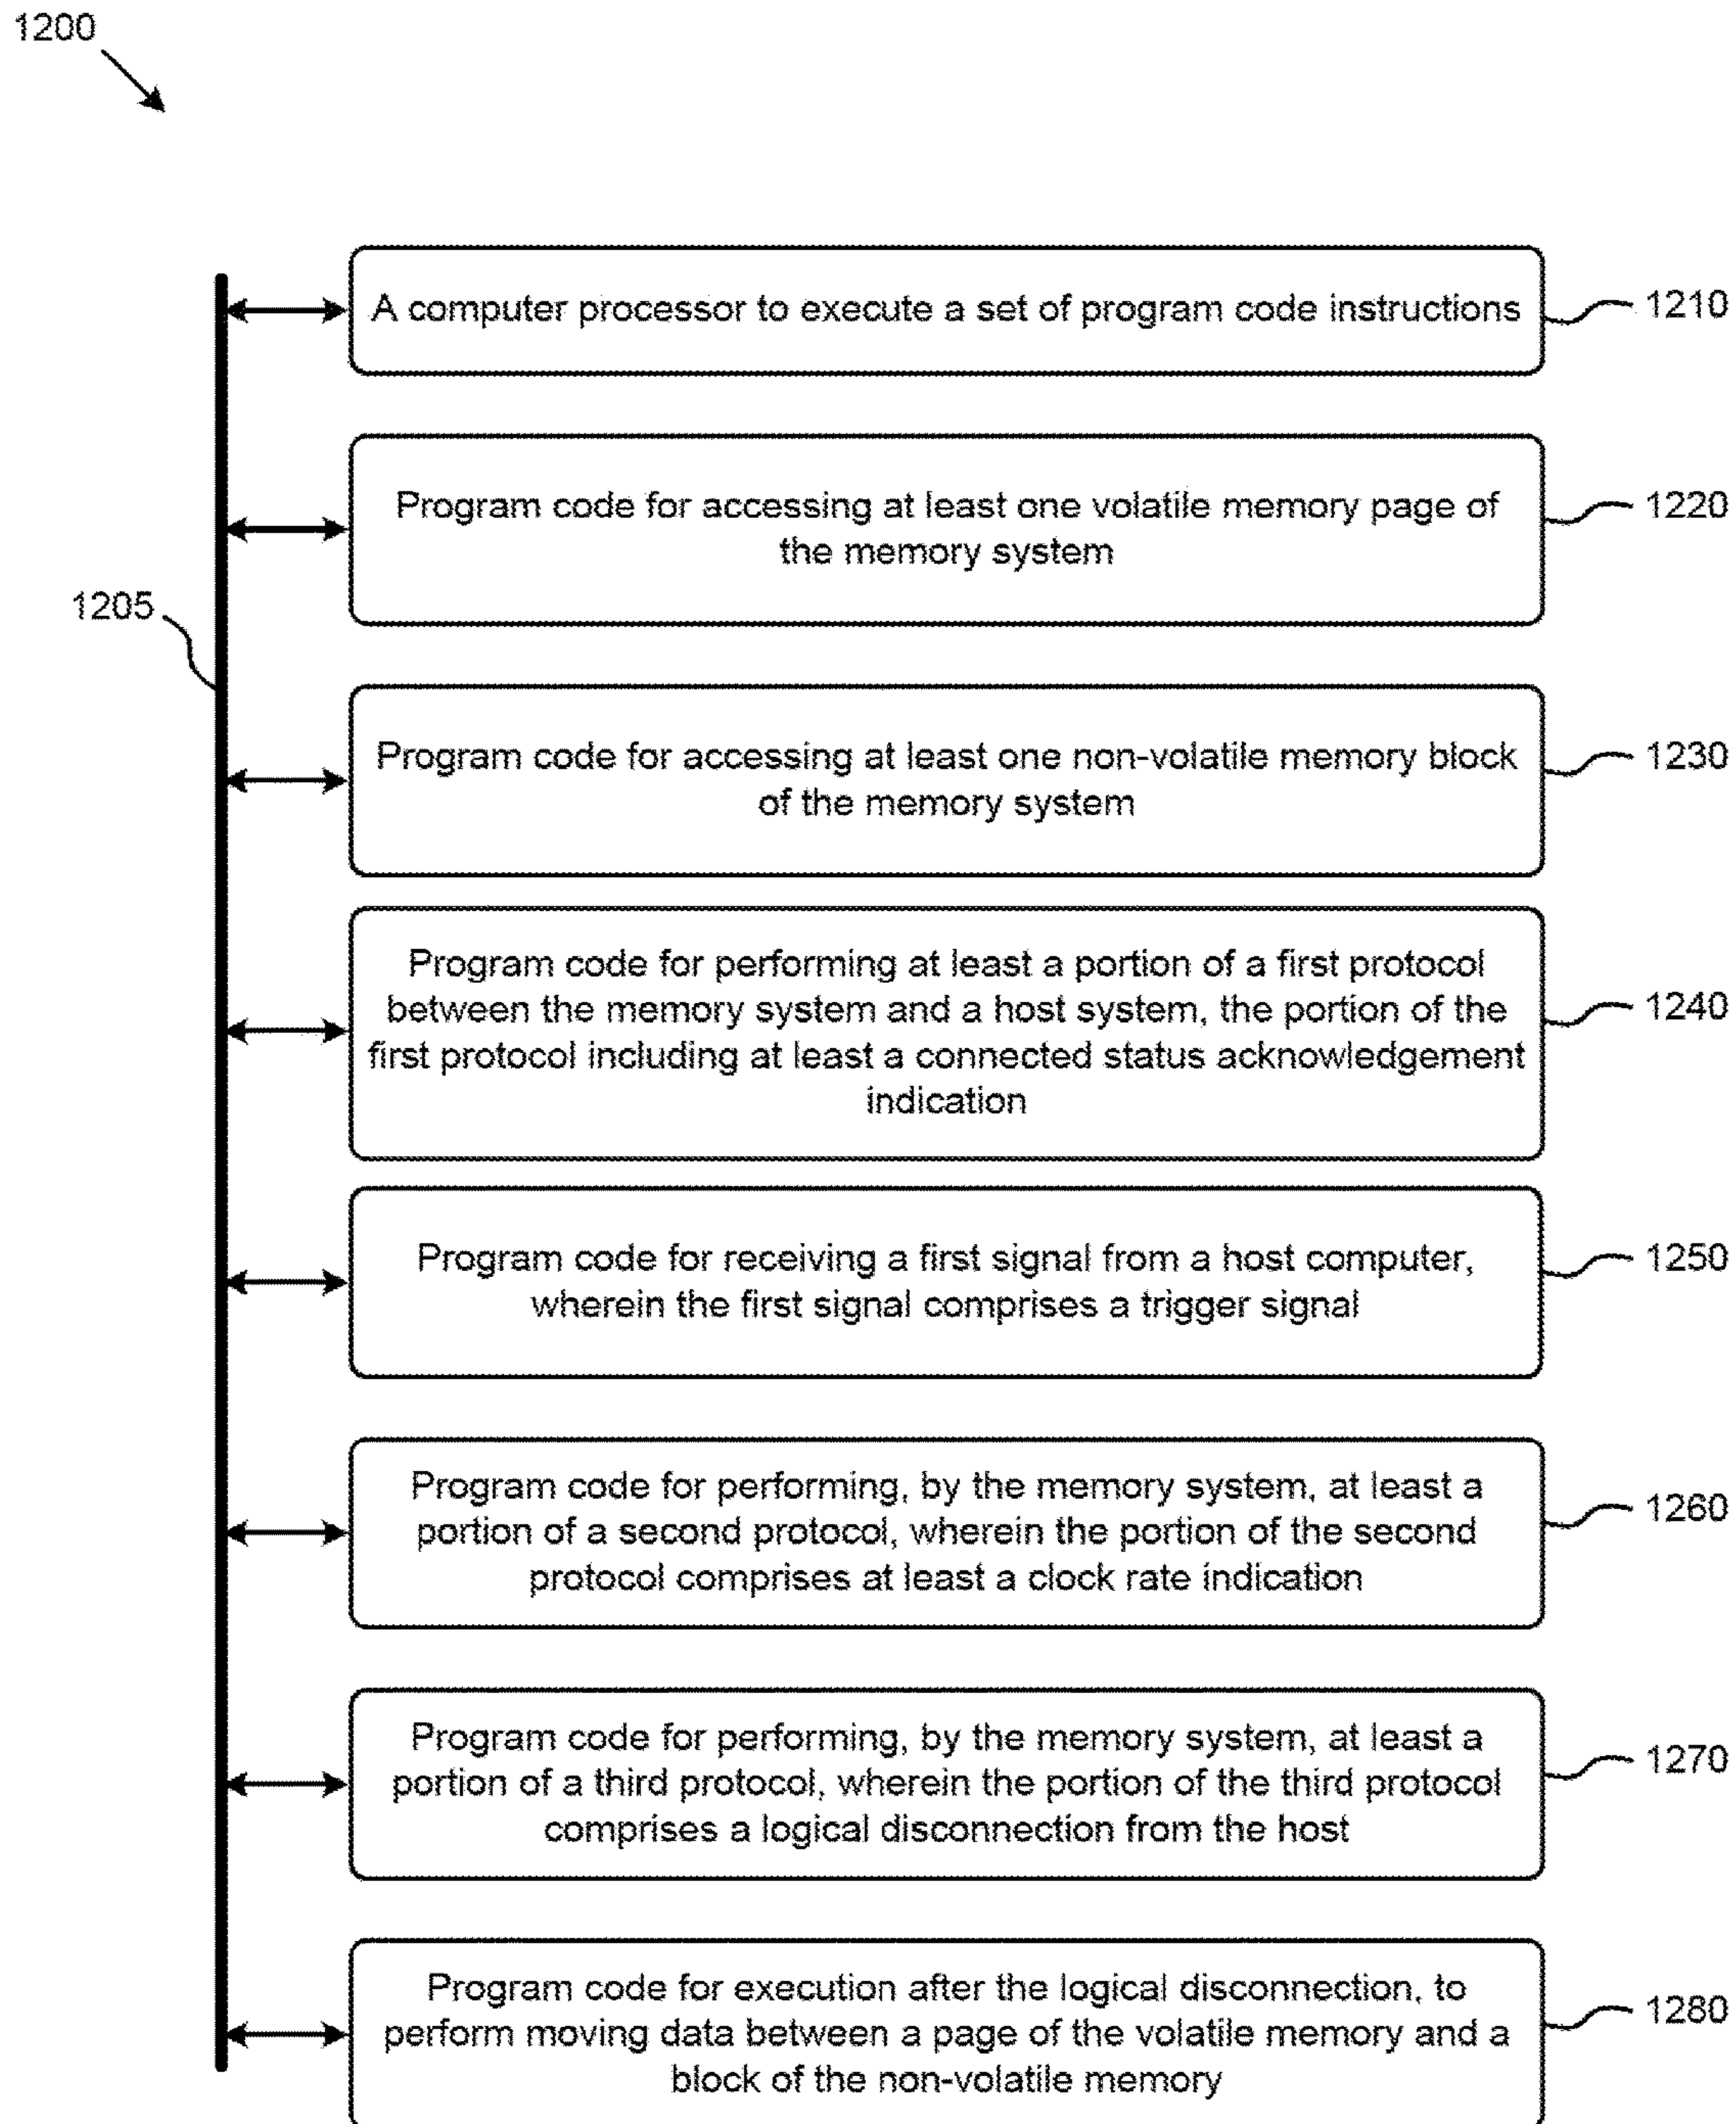 1200
A computer processor to execute a set of program code instructions
1210
Program code for accessing at least one volatile memory page of
the memory system
1220
1205
Program code for accessing at least one non-volatile memory block
of the memory system
1230
Program code for performing at least a portion of a first protocol
between the memory system and a host system, the portion of the
first protocol including at least a connected status acknowledgement
indication
1240
Program code for receiving a first signal from a host computer,
wherein the first signal comprises a trigger signal
1250
Program code for performing, by the memory system, at least a
portion of a second protocol, wherein the portion of the second
protocol comprises at least a clock rate indication
1260
Program code for performing, by the memory system, at least a
portion of a third protocol, wherein the portion of the third protocol
comprises a logical disconnection from the host
1270
Program code for execution after the logical disconnection, to
perform moving data between a page of the volatile memory and a
block of the non-volatile memory
1280